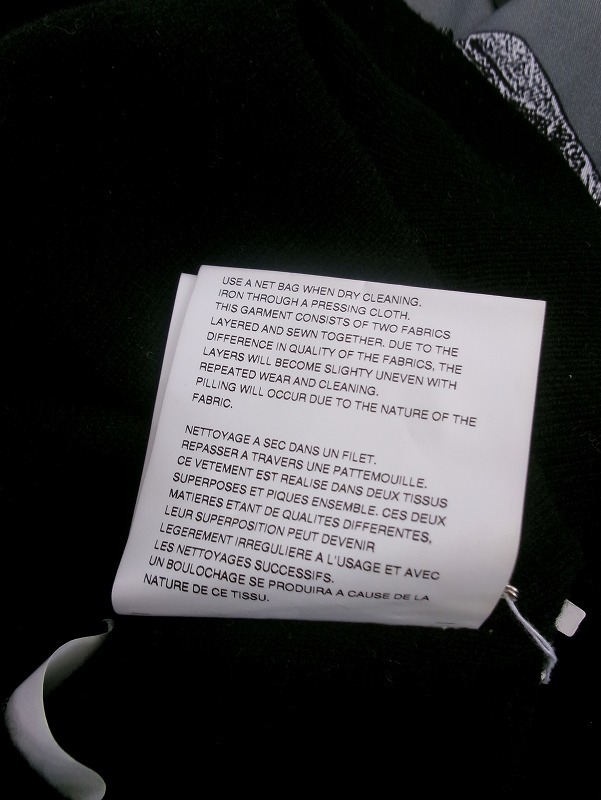 USE A NET BAG WHEN DRY CLEANING.
IRON THROUGH A PRESSING CLOTH.
THIS GARMENT CONSISTS OF TWO FABRICS
LAYERED AND SEWN TOGETHER. DUE TO THE
DIFFERENCE IN QUALITY OF THE FABRICS, THE
LAYERS WILL BECOME SLIGHTY UNEVEN WITH
REPEATED WEAR AND CLEANING.
PILLING WILL OCCUR DUE TO THE NATURE OF THE
FABRIC.
NETTOYAGE A SEC DANS UN FILET.
REPASSER A TRAVERS UNE PATTEMOUILLE.
CE VETEMENT EST REALISE DANS DEUX TISSUS
SUPERPOSES ET PIQUES ENSEMBLE. CES DEUX
MATIERES ETANT DE QUALITES DIFFERENTES,
LEUR SUPERPOSITION PEUT DEVENIR
LEGEREMENT IRREGULIERE A L'USAGE ET AVEC
LES NETTOYAGES SUCCESSIFS.
UN BOULOCHAGE SE PRODUIRA A CAUSE DE LA
NATURE DE CE TISSU.